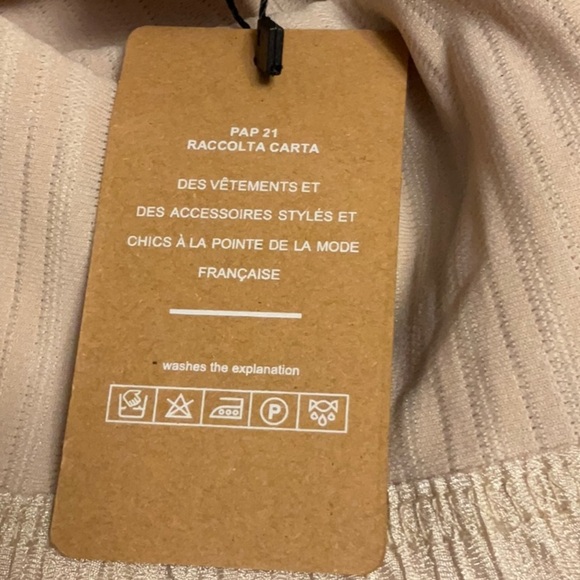 PAP 21
RACCOLTA CARTA
DES VÊTEMENTS ET
DES ACCESSOIRES STYLÉS ET
CHICS À LA POINTE DE LA MODE
FRANÇAISE
washes the explanation
P